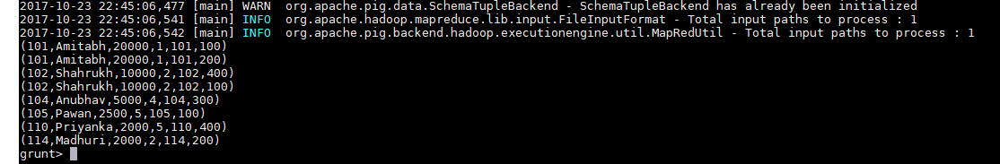 2017-10-23 22:45:06,477 [main] WARN  org.apache.pig.data.SchemaTupleBackend - SchemaTupleBackend has already been initialized
2017-10-23 22:45:06,541 [main] INFO  org.apache.hadoop.mapreduce.lib.input.FileInputFormat - Total input paths to process : 1
2017-10-23 22:45:06,542 [main] INFO  org.apache.pig.backend.hadoop.executionengine.util.MapRedUtil - Total input paths to process : 1
(101,Amitabh,20000,1,101,100)
(101,Amitabh,20000,1,101,200)
(102,Shahrukh,10000,2,102,400)
(102,Shahrukh,10000,2,102,100)
(104,Anubhav,5000,4,104,300)
(105,Pawan,2500,5,105,100)
(110,Priyanka,2000,5,110,400)
(114,Madhuri,2000,2,114,200)
grunt>